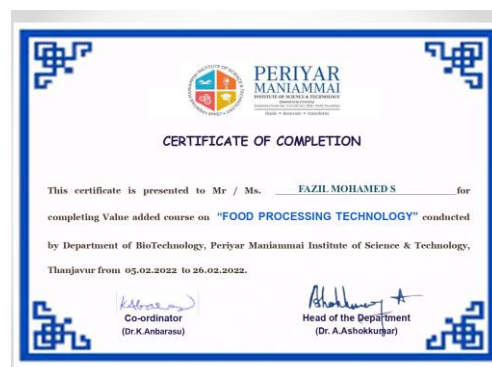 PERIYAR
MANIAMMAI
INSTITUTE OF SCIENCE & TECHNOLOGY
think • innovate • transform
CERTIFICATE OF COMPLETION
This certificate is presented to Mr / Ms. FAZIL MOHAMED S for
completing Value added course on "FOOD PROCESSING TECHNOLOGY" conducted
by Department of BioTechnology, Periyar Maniammai Institute of Science & Technology,
Thanjavur from 05.02.2022 to 26.02.2022.
Co-ordinator
(Dr.K.Anbarasu)
Head of the Department
(Dr. A.Ashokkumar)